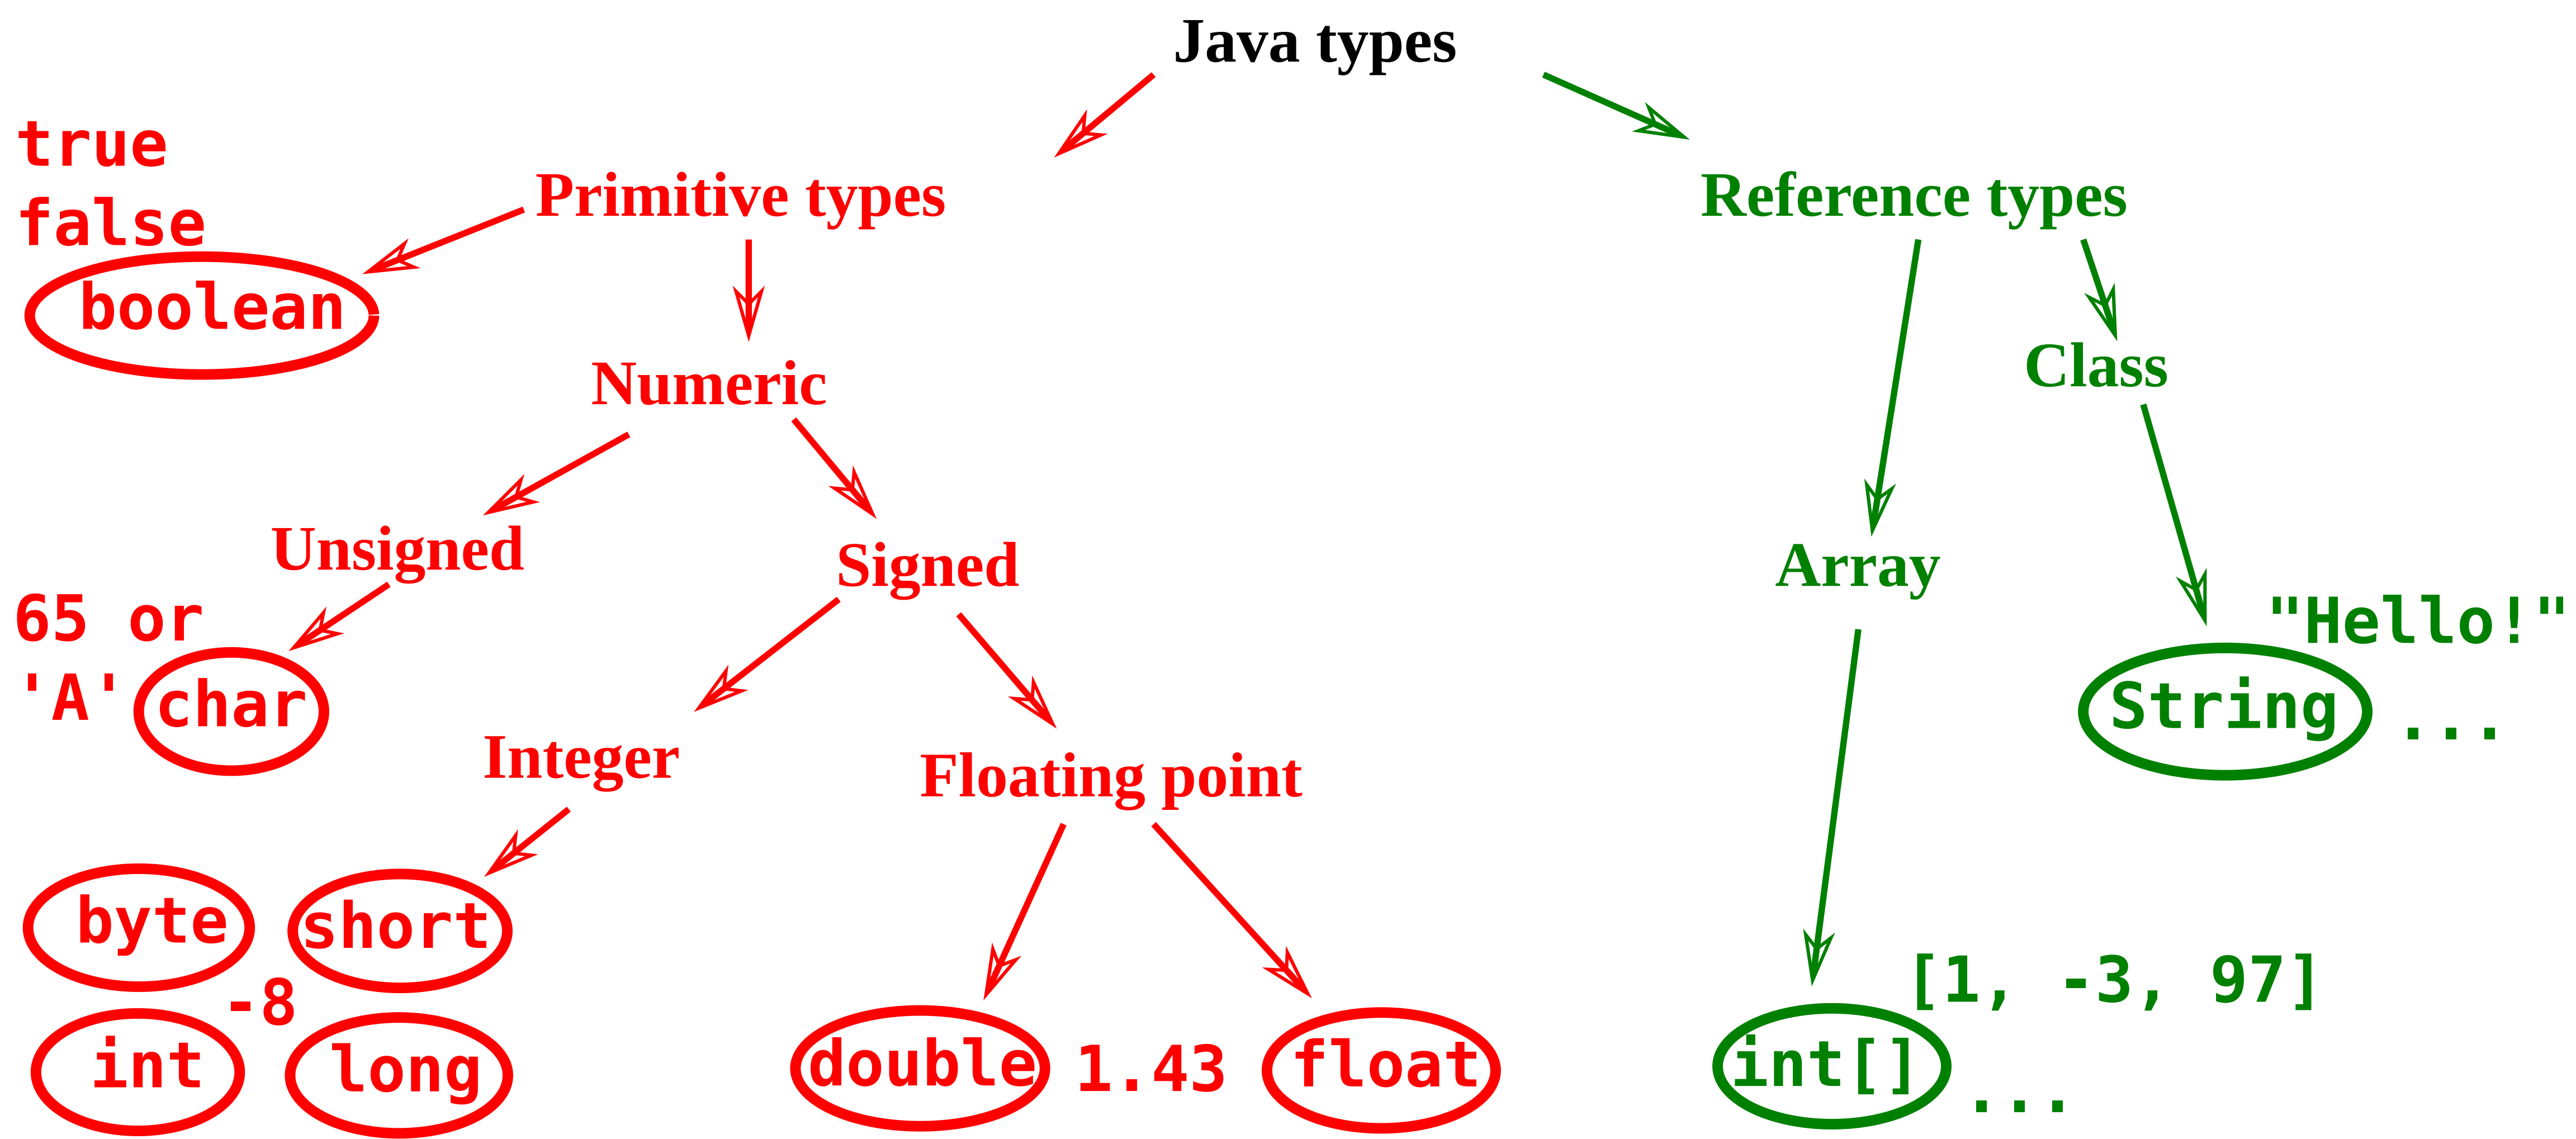 Java types
true
false
boolean
Primitive types
Reference types
Numeric
Class
Unsigned
Signed
Array
65 or
'A'
char
"Hello!"
String
...
Integer
Floating point
byte
short
-8
int
long
double
1.43
float
[1, -3, 97]
int[]
...